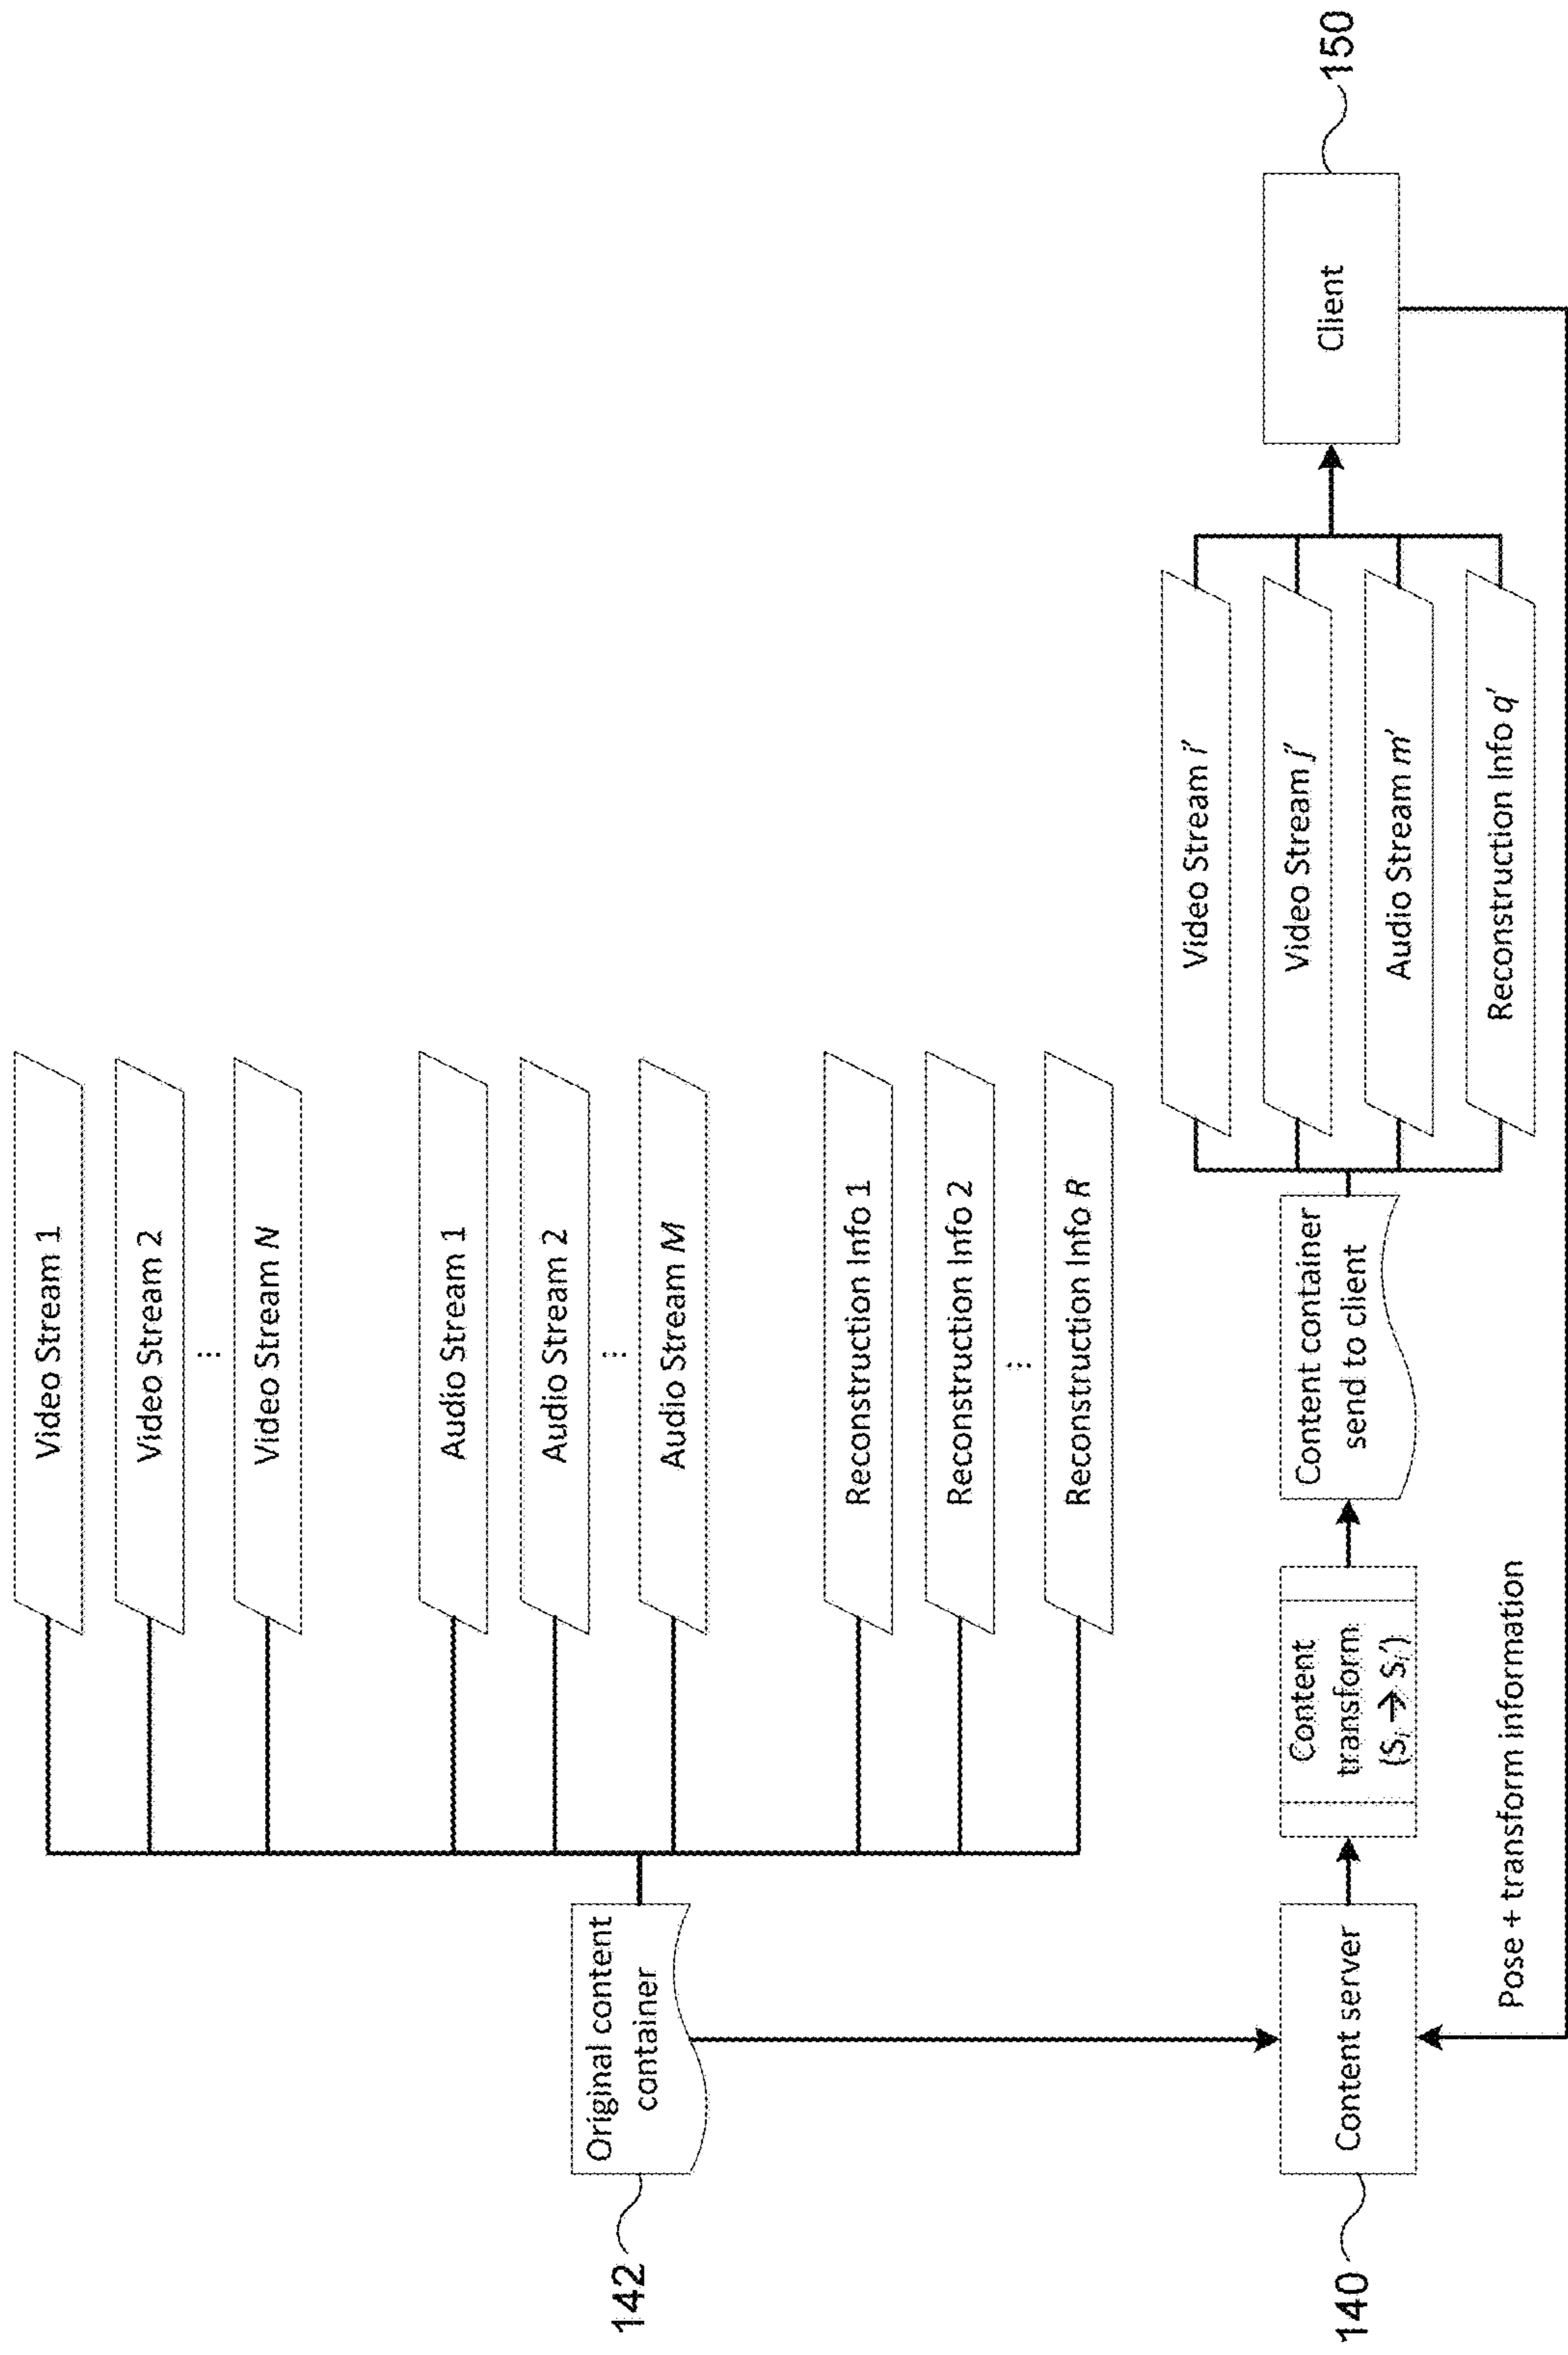 Video Stream 1
Video Stream 2
⋮
Video Stream N
Audio Stream 1
Audio Stream 2
⋮
Audio Stream M
Original content
container
142
Reconstruction Info 1
Reconstruction Info 2
⋮
Reconstruction Info R
Content server
140
Content
transform
(Sᵢ → Sᵢ′)
Content container
send to client
Video Stream i′
Video Stream j′
Audio Stream m′
Reconstruction Info q′
Client
150
Pose + transform information